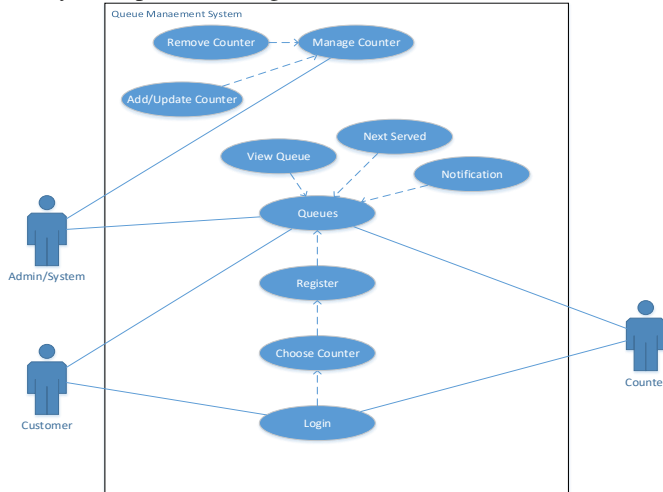 Queue Manaement System
Remove Counter
Manage Counter
Add/Update Counter
Next Served
View Queue
Notification
Queues
Admin/System
Register
Choose Counter
Counte
Customer
Login